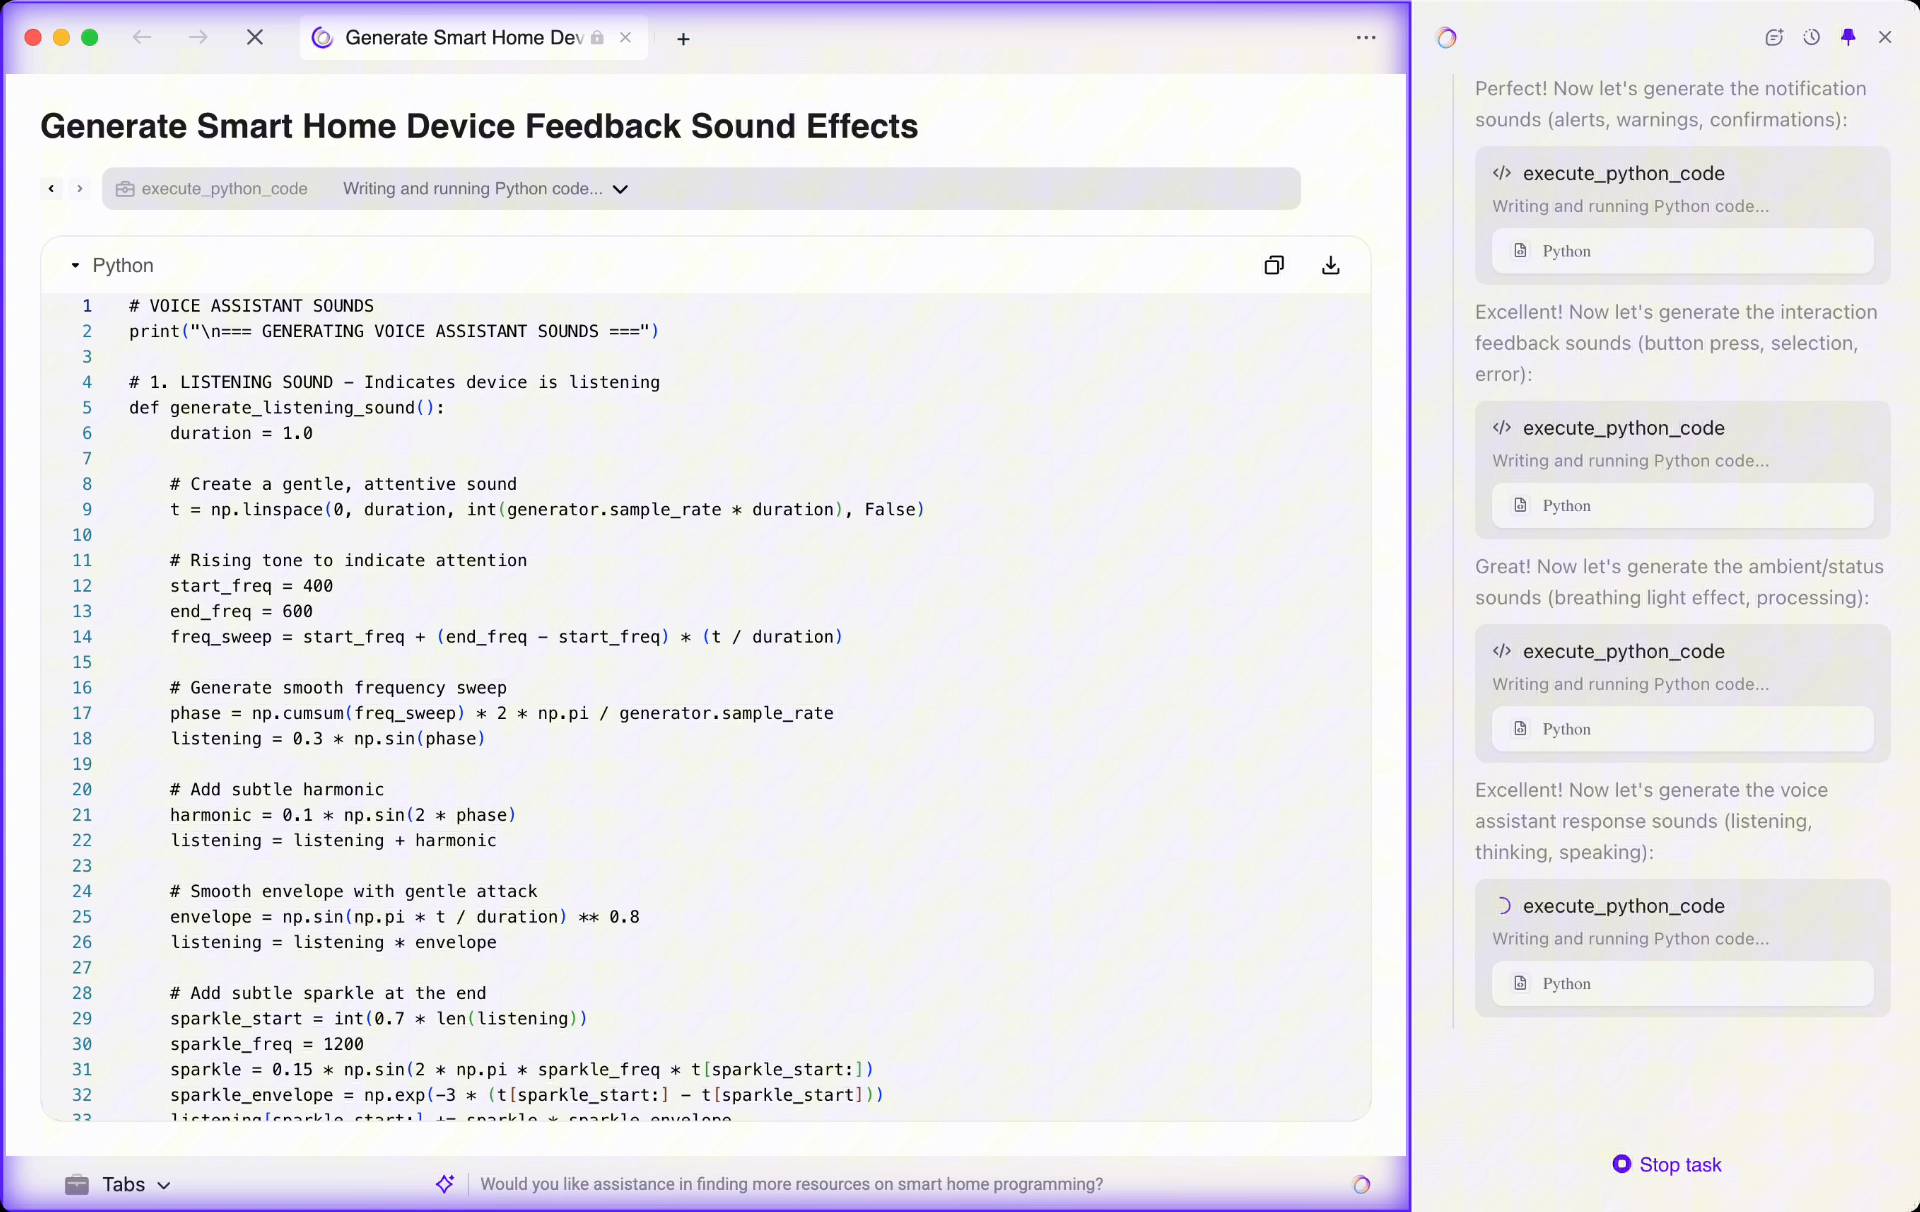 Generate Smart Home Dev
Generate Smart Home Device Feedback Sound Effects
execute_python_code Writing and running Python code...
Python
1 # VOICE ASSISTANT SOUNDS
2 print("\n=== GENERATING VOICE ASSISTANT SOUNDS ===")
3
4 # 1. LISTENING SOUND – Indicates device is listening
5 def generate_listening_sound():
6 duration = 1.0
7
8 # Create a gentle, attentive sound
9 t = np.linspace(0, duration, int(generator.sample_rate * duration), False)
10
11 # Rising tone to indicate attention
12 start_freq = 400
13 end_freq = 600
14 freq_sweep = start_freq + (end_freq – start_freq) * (t / duration)
15
16 # Generate smooth frequency sweep
17 phase = np.cumsum(freq_sweep) * 2 * np.pi / generator.sample_rate
18 listening = 0.3 * np.sin(phase)
19
20 # Add subtle harmonic
21 harmonic = 0.1 * np.sin(2 * phase)
22 listening = listening + harmonic
23
24 # Smooth envelope with gentle attack
25 envelope = np.sin(np.pi * t / duration) ** 0.8
26 listening = listening * envelope
27
28 # Add subtle sparkle at the end
29 sparkle_start = int(0.7 * len(listening))
30 sparkle_freq = 1200
31 sparkle = 0.15 * np.sin(2 * np.pi * sparkle_freq * t[sparkle_start:])
32 sparkle_envelope = np.exp(–3 * (t[sparkle_start:] – t[sparkle_start]))
33 listening[sparkle_start:] += sparkle * sparkle_envelope
Tabs
Would you like assistance in finding more resources on smart home programming?
Perfect! Now let's generate the notification
sounds (alerts, warnings, confirmations):
execute_python_code
Writing and running Python code...
Python
Excellent! Now let's generate the interaction
feedback sounds (button press, selection,
error):
execute_python_code
Writing and running Python code...
Python
Great! Now let's generate the ambient/status
sounds (breathing light effect, processing):
execute_python_code
Writing and running Python code...
Python
Excellent! Now let's generate the voice
assistant response sounds (listening,
thinking, speaking):
execute_python_code
Writing and running Python code...
Python
Stop task